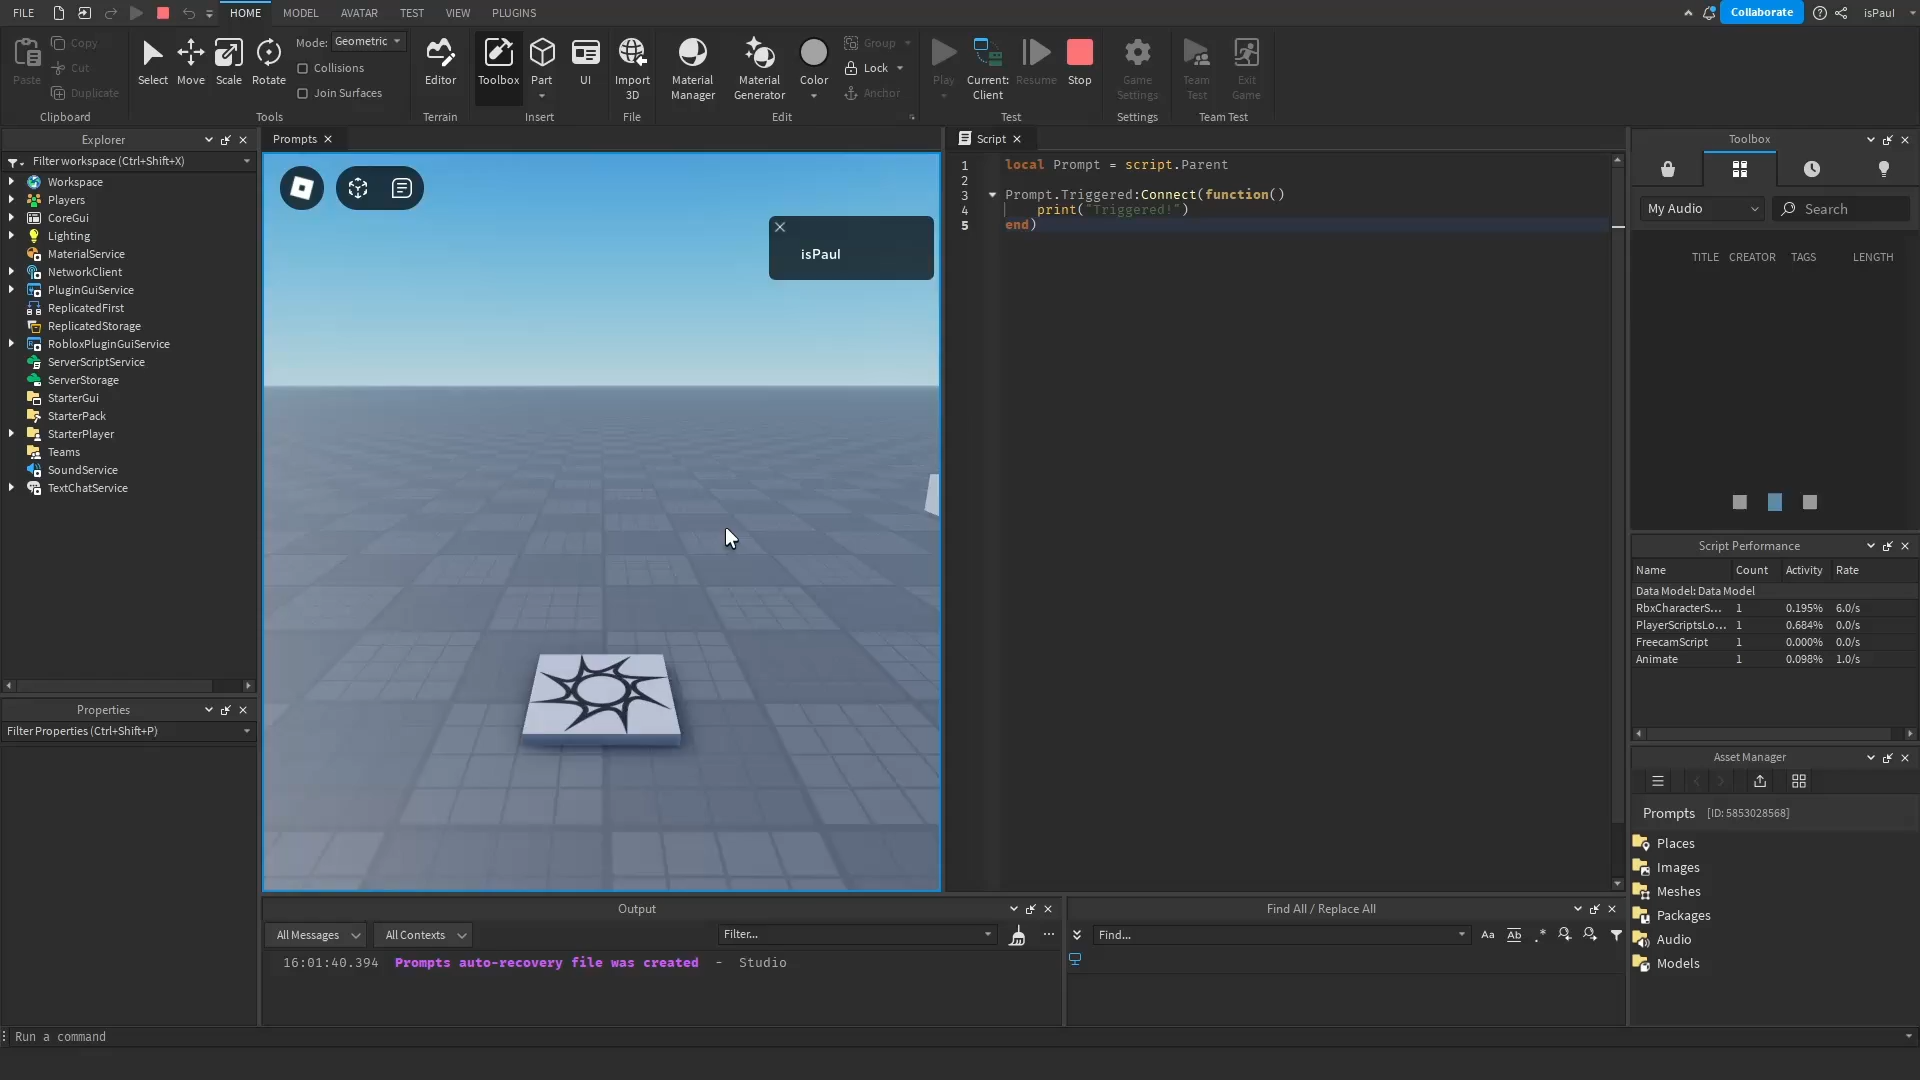 FILE HOME MODEL AVATAR TEST VIEW PLUGINS Collaborate isPaul
Paste Copy Cut Duplicate Clipboard
Select Move Scale Rotate Mode: Geometric Collisions Join Surfaces Tools
Editor Terrain
Toolbox Part UI Insert
Import 3D File
Material Manager Material Generator Color Group Lock Anchor Edit
Play Current: Client Resume Stop Test
Game Settings Settings
Team Test Exit Game Team Test
Explorer
Filter workspace (Ctrl+Shift+X)
Workspace
Players
CoreGui
Lighting
MaterialService
NetworkClient
PluginGuiService
ReplicatedFirst
ReplicatedStorage
RobloxPluginGuiService
ServerScriptService
ServerStorage
StarterGui
StarterPack
StarterPlayer
Teams
SoundService
TextChatService
Properties
Filter Properties (Ctrl+Shift+P)
Prompts
isPaul
Script
1 local Prompt = script.Parent
2
3 Prompt.Triggered:Connect(function()
4 print("Triggered!")
5 end)
Output
All Messages All Contexts Filter...
16:01:40.394 Prompts auto-recovery file was created - Studio
Find All / Replace All
Find... Aa Ab .*
Toolbox
My Audio Search
TITLE CREATOR TAGS LENGTH
Script Performance
Name Count Activity Rate
Data Model: Data Model
RbxCharacterS... 1 0.195% 6.0/s
PlayerScriptsLo... 1 0.684% 0.0/s
FreecamScript 1 0.000% 0.0/s
Animate 1 0.098% 1.0/s
Asset Manager
Prompts [ID: 5853028568]
Places
Images
Meshes
Packages
Audio
Models
Run a command